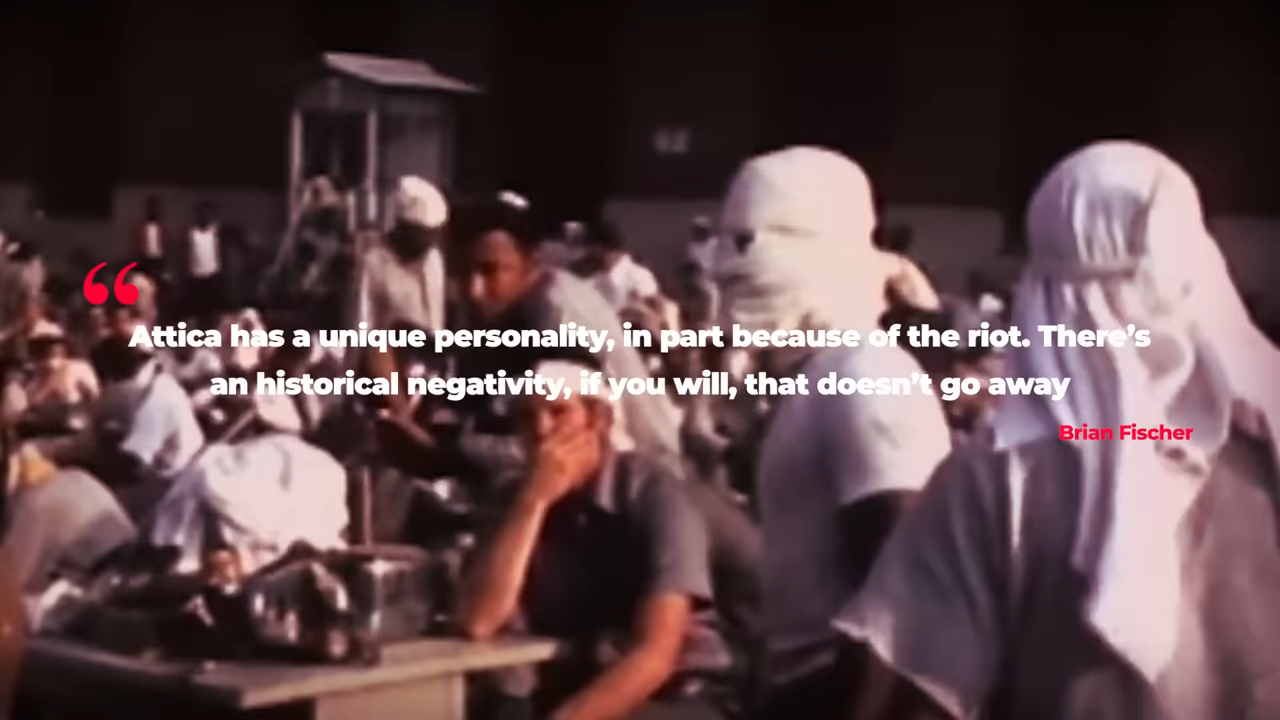 “
Attica has a unique personality, in part because of the riot. There’s
an historical negativity, if you will, that doesn’t go away
Brian Fischer